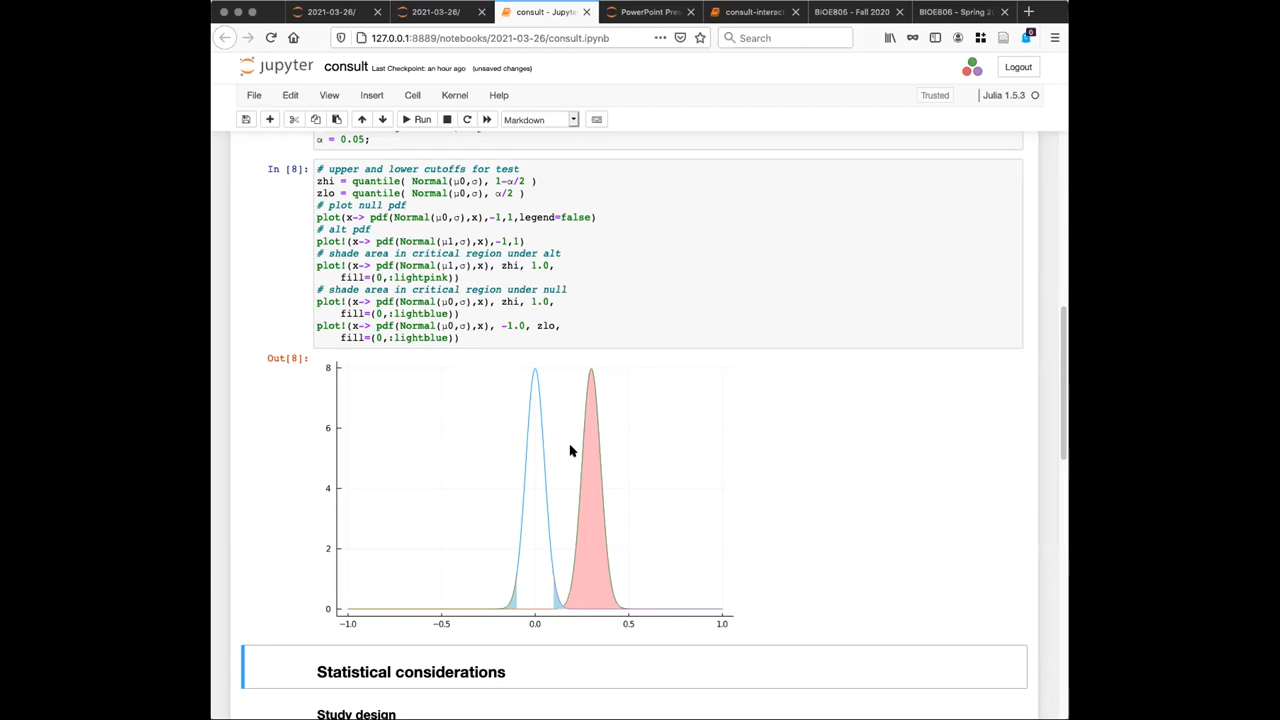 2021-03-26/
2021-03-26/
consult - Jupyte
PowerPoint Pres
consult-interac
BIOE805 - Fall 2020
BIOE806 - Spring 2
127.0.0.1:8889/notebooks/2021-03-26/consult.ipynb
Search
0
jupyter consult Last Checkpoint: an hour ago (unsaved changes)
Logout
File Edit View Insert Cell Kernel Help
Trusted
Julia 1.5.3
Run
Markdown
α = 0.05;
In [8]:
# upper and lower cutoffs for test
zhi = quantile( Normal(μ0,σ), 1-α/2 )
zlo = quantile( Normal(μ0,σ), α/2 )
# plot null pdf
plot(x-> pdf(Normal(μ0,σ),x),-1,1,legend=false)
# alt pdf
plot!(x-> pdf(Normal(μ1,σ),x),-1,1)
# shade area in critical region under alt
plot!(x-> pdf(Normal(μ1,σ),x), zhi, 1.0,
fill=(0,:lightpink))
# shade area in critical region under null
plot!(x-> pdf(Normal(μ0,σ),x), zhi, 1.0,
fill=(0,:lightblue))
plot!(x-> pdf(Normal(μ0,σ),x), -1.0, zlo,
fill=(0,:lightblue))
Out[8]:
8
6
4
2
0
-1.0 -0.5 0.0 0.5 1.0
Statistical considerations
Study design